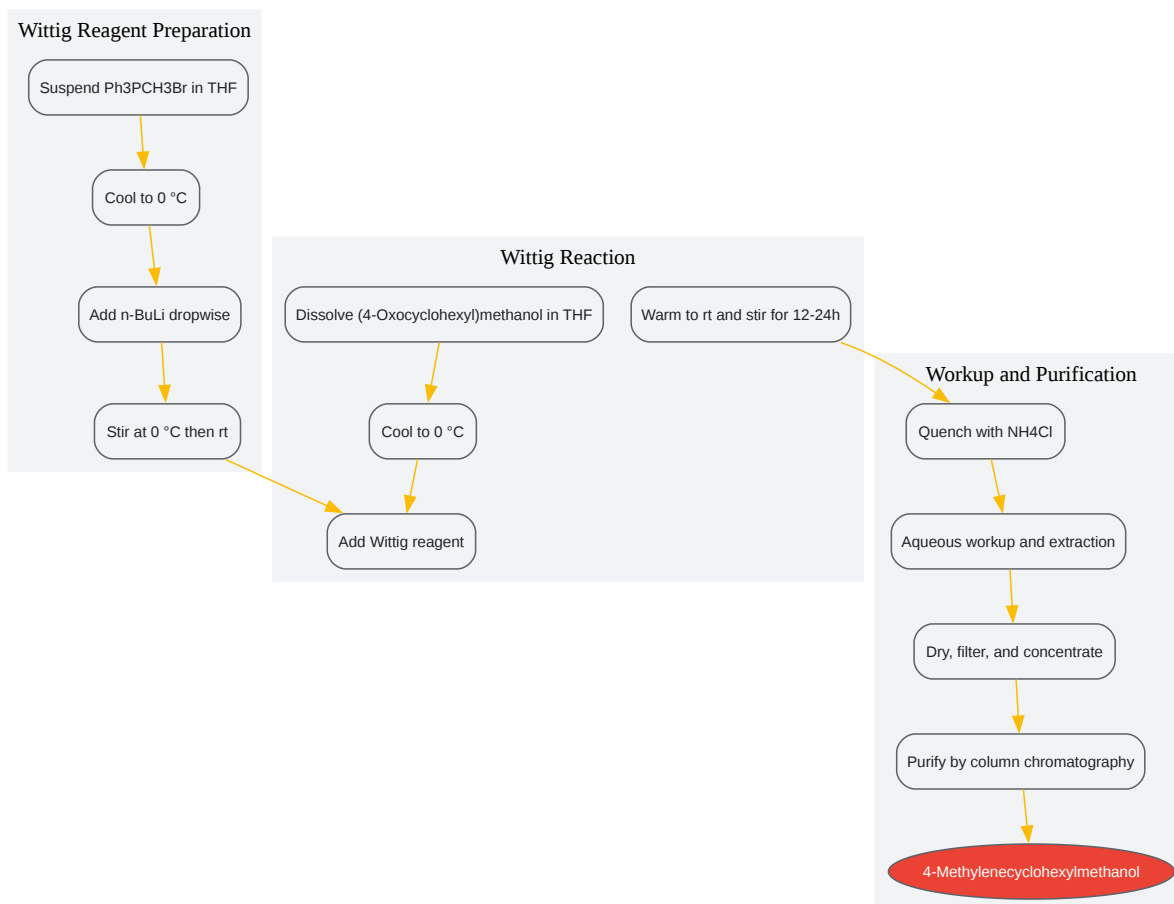 Wittig Reagent Preparation
Suspend Ph3PCH3Br in THF
Cool to 0 °C
Add n-BuLi dropwise
Stir at 0 °C then rt
Wittig Reaction
Dissolve (4-Oxocyclohexyl)methanol in THF
Warm to rt and stir for 12-24h
Cool to 0 °C
Add Wittig reagent
Workup and Purification
Quench with NH4Cl
Aqueous workup and extraction
Dry, filter, and concentrate
Purify by column chromatography
4-Methylenecyclohexylmethanol